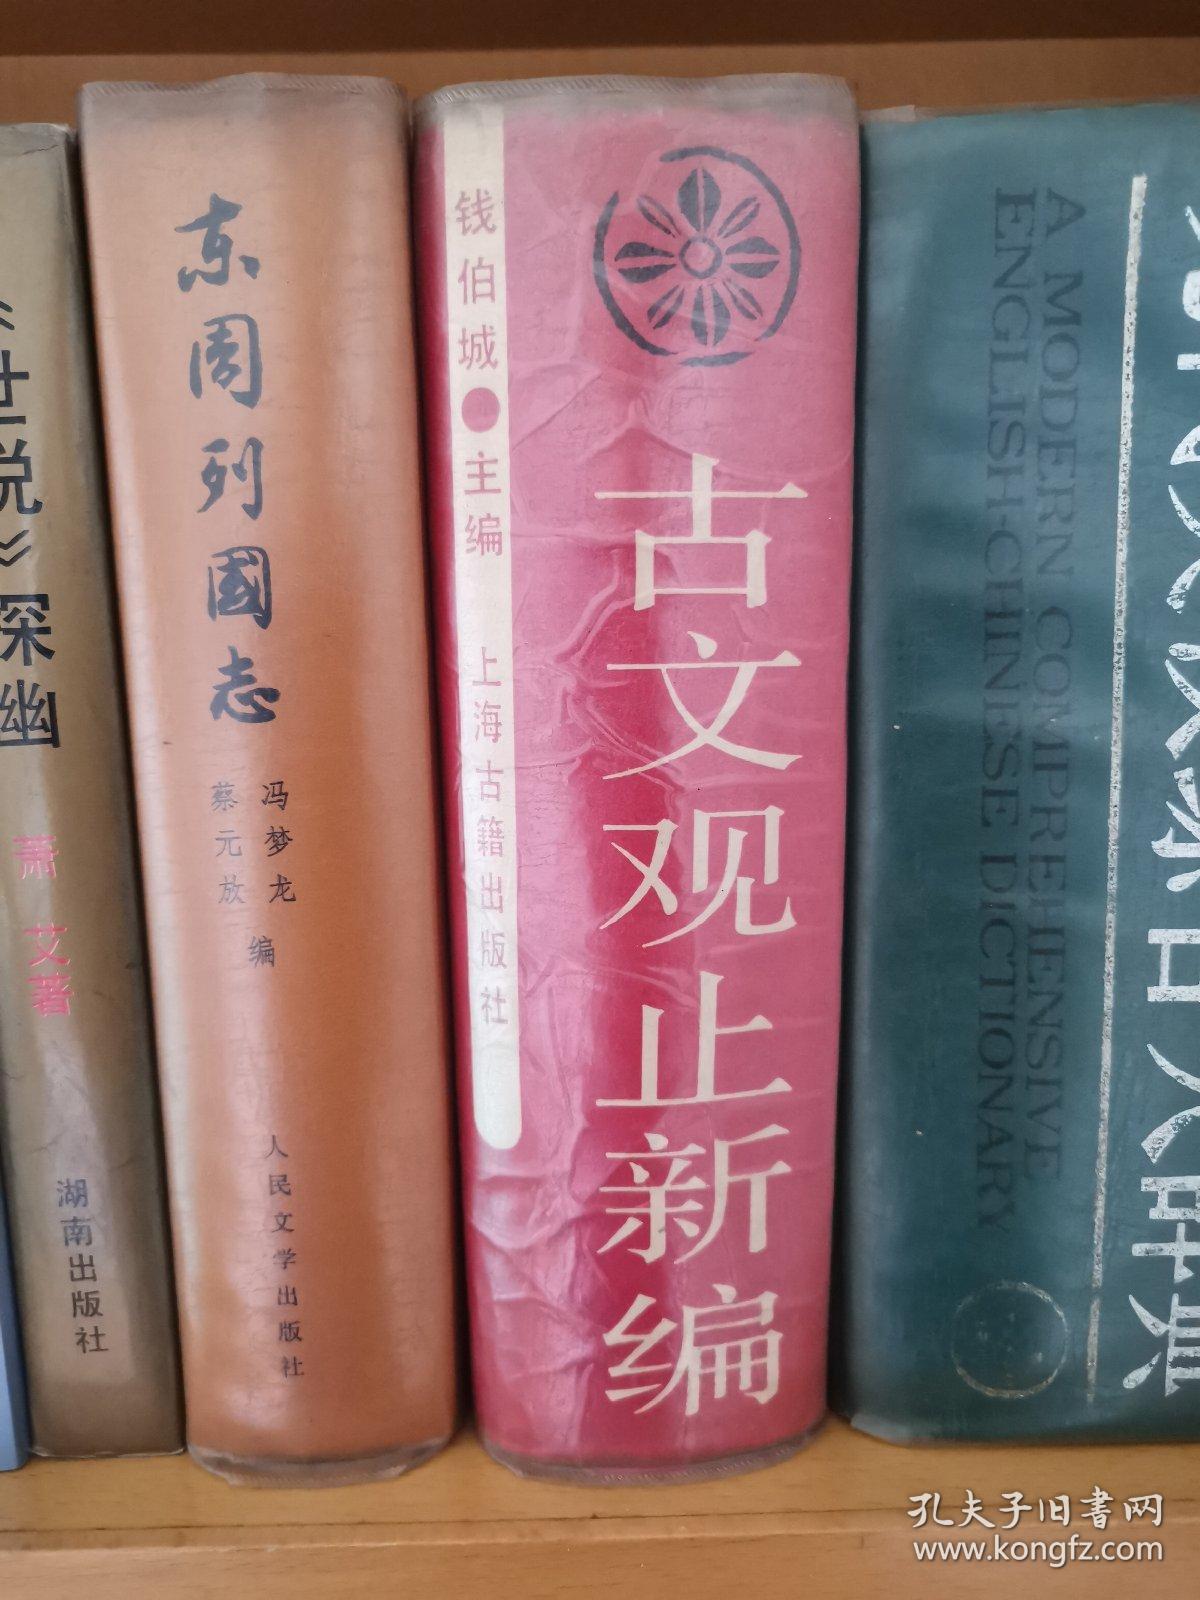 《世说》探幽
萧艾著
湖南出版社
东周列國志
冯梦龙
蔡元放
编
人民文学出版社
钱伯城●主编
上海古籍出版社
古文观止新编
A MODERN COMPREHENSIVE
ENGLISH-CHINESE DICTIONARY
孔夫子旧书网
www.kongfz.com